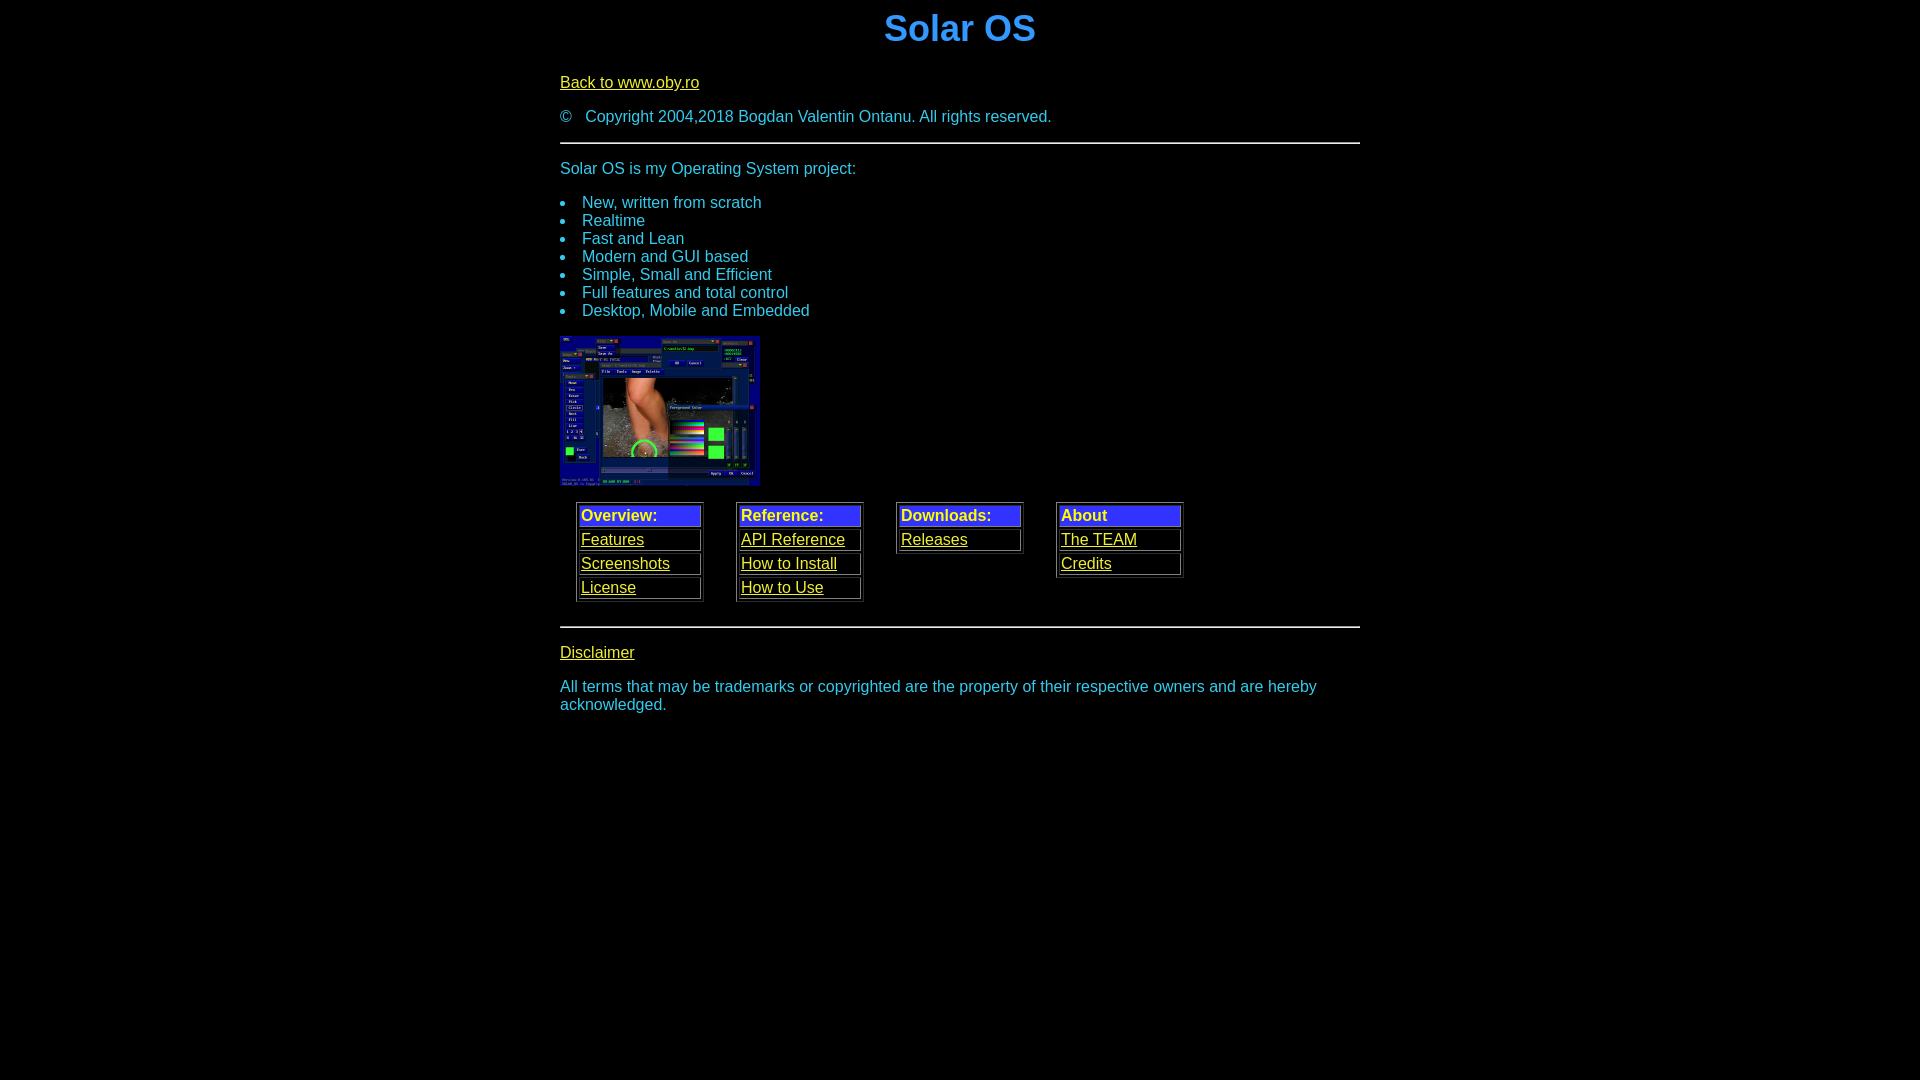 Solar OS
Back to www.oby.ro
© Copyright 2004,2018 Bogdan Valentin Ontanu. All rights reserved.
Solar OS is my Operating System project:
New, written from scratch
Realtime
Fast and Lean
Modern and GUI based
Simple, Small and Efficient
Full features and total control
Desktop, Mobile and Embedded
Overview:
Features
Screenshots
License
Reference:
API Reference
How to Install
How to Use
Downloads:
Releases
About
The TEAM
Credits
Disclaimer
All terms that may be trademarks or copyrighted are the property of their respective owners and are hereby
acknowledged.